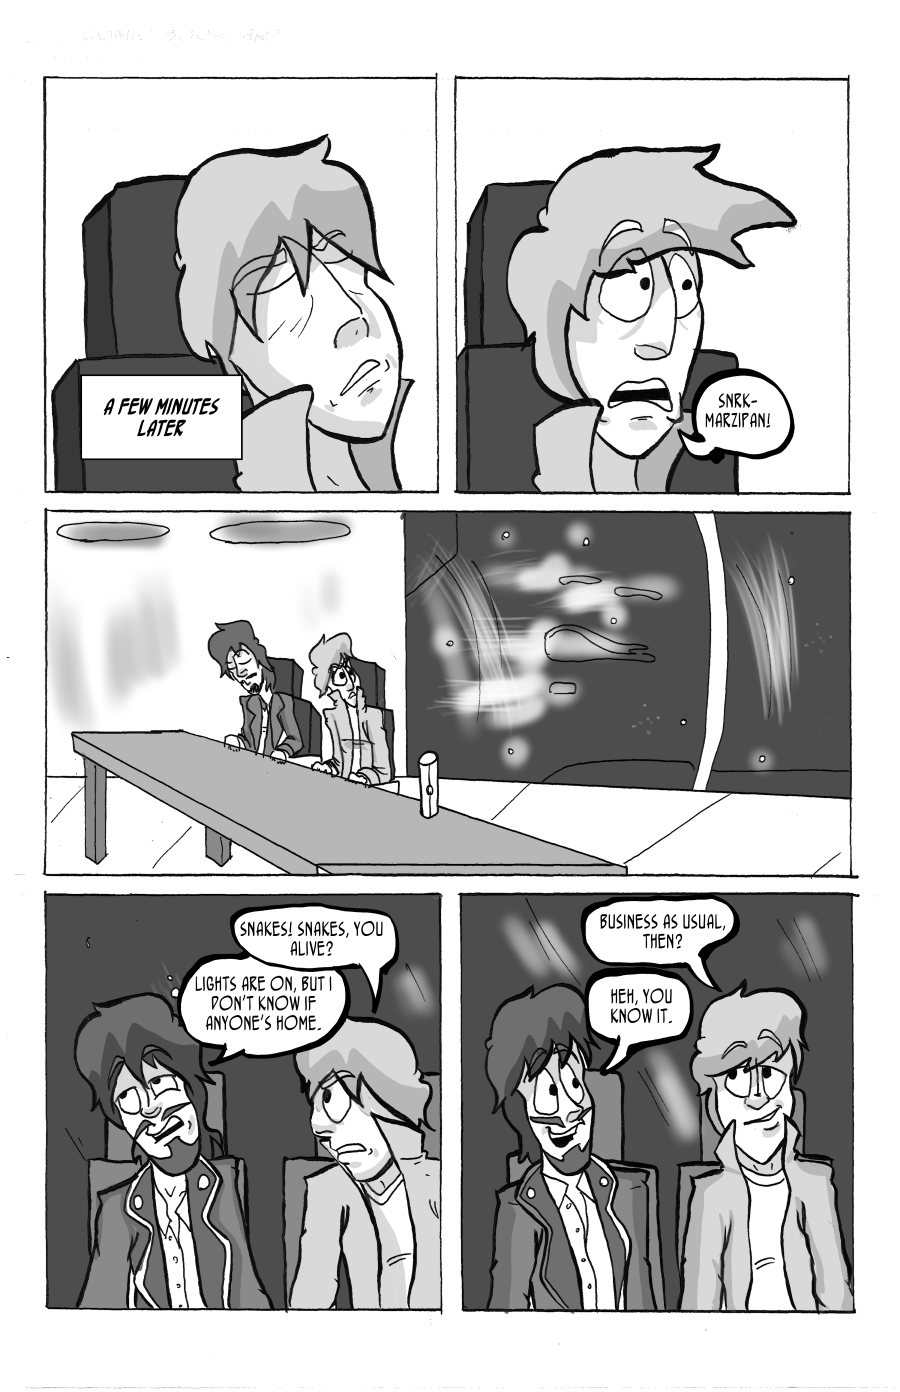 A FEW MINUTES
LATER
SNRK-
MARZIPAN!
SNAKES! SNAKES, YOU
ALIVE?
LIGHTS ARE ON, BUT I
DON'T KNOW IF
ANYONE'S HOME.
BUSINESS AS USUAL,
THEN?
HEH, YOU
KNOW IT.